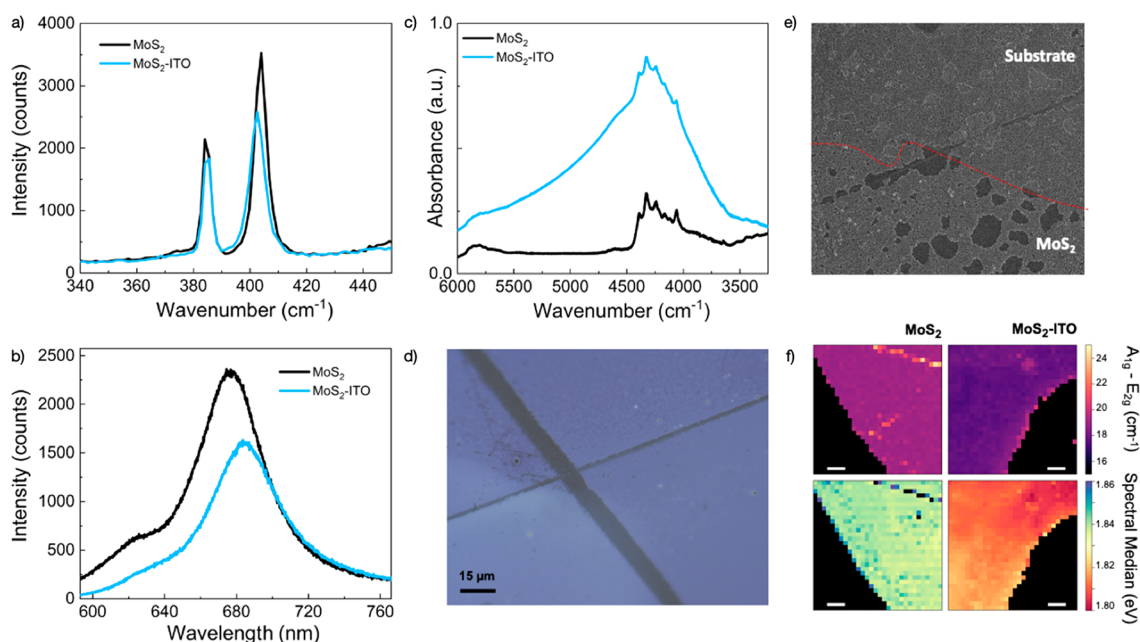 a)
4000
3000
2000
1000
0
340 360 380 400 420 440
Intensity (counts)
Wavenumber (cm⁻¹)
MoS₂
MoS₂-ITO
c)
1.0
0.0
6000 5500 5000 4500 4000 3500
Absorbance (a.u.)
Wavenumber (cm⁻¹)
MoS₂
MoS₂-ITO
e)
Substrate
MoS₂
b)
2500
2000
1500
1000
500
0
600 640 680 720 760
Intensity (counts)
Wavelength (nm)
MoS₂
MoS₂-ITO
d)
15 µm
f)
MoS₂ MoS₂-ITO
24
22
20
18
16
A₁g - E₂g (cm⁻¹)
1.86
1.84
1.82
1.80
Spectral Median (eV)